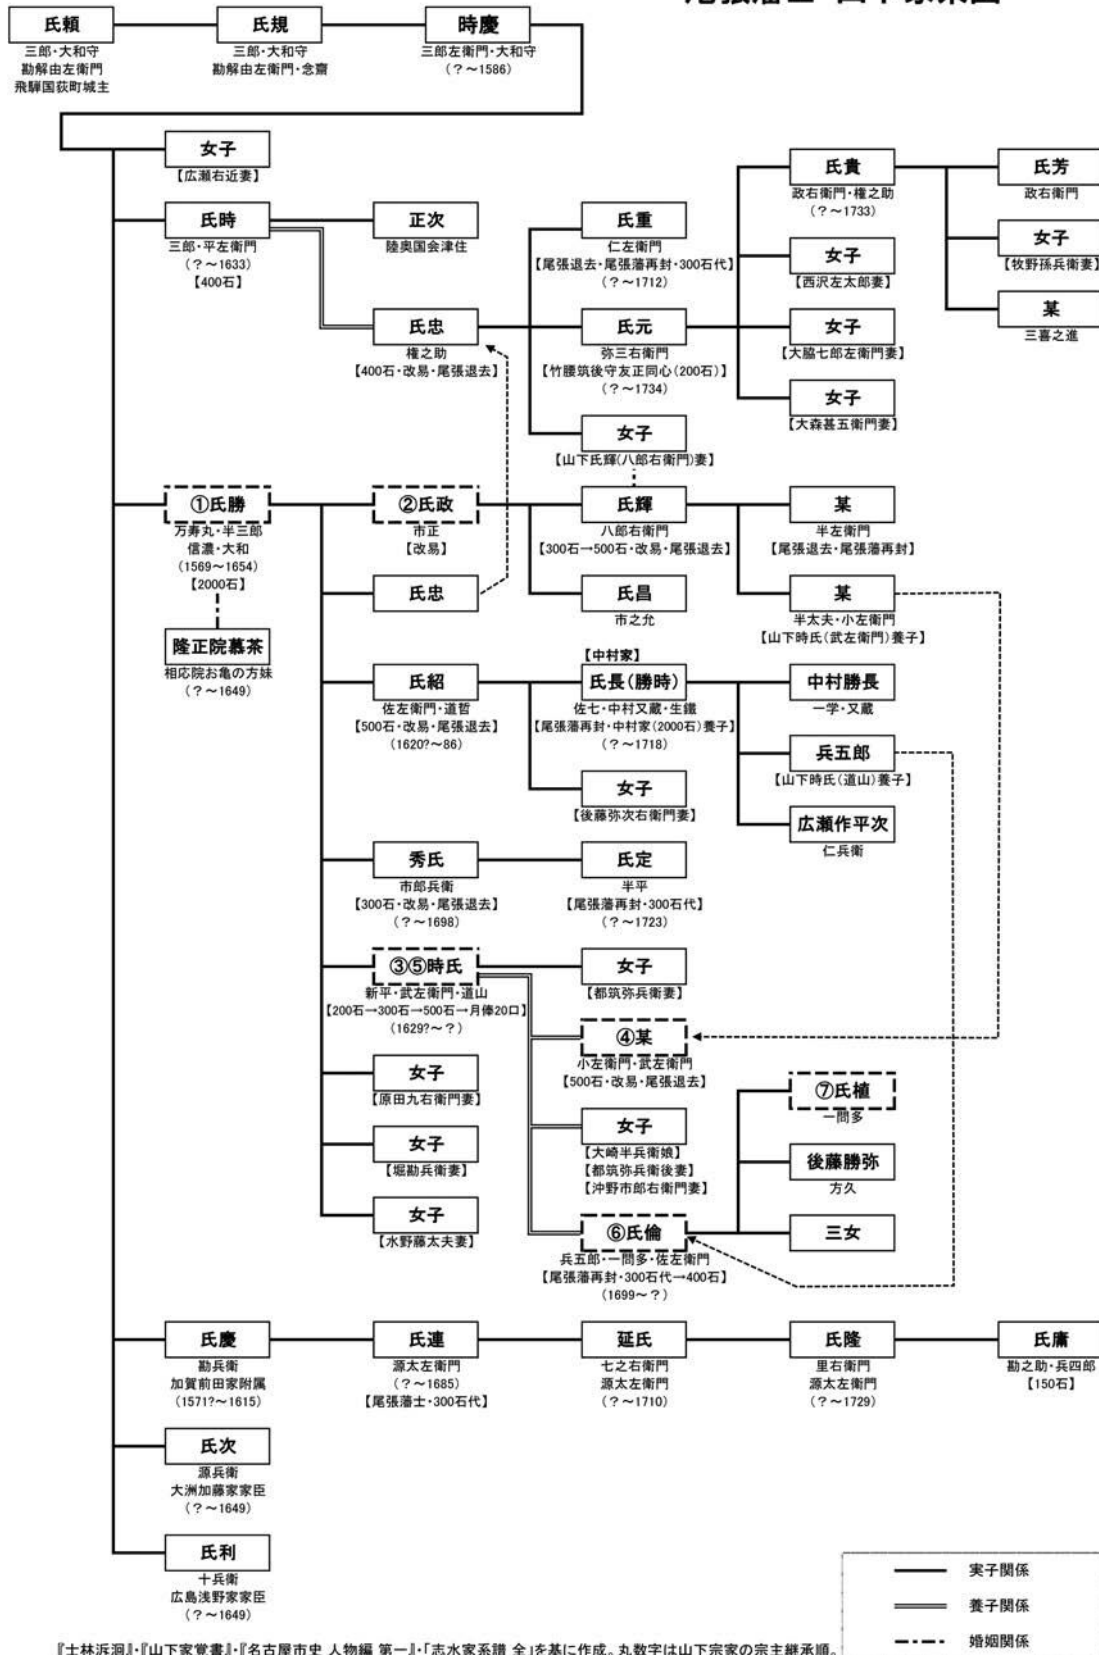 氏頼
三郎・大和守
勘解由左衛門
飛騨国荻町城主
氏規
三郎・大和守
勘解由左衛門・念齋
時慶
三郎左衛門・大和守
(？～1586)
女子
【広瀬右近妻】
氏時
三郎・平左衛門
(？～1633)
【400石】
正次
陸奥国会津住
氏忠
権之助
【400石・改易・尾張退去】
氏重
仁左衛門
【尾張退去・尾張藩再封・300石代】
(？～1712)
氏元
弥三右衛門
【竹腰筑後守友正同心(200石)】
(？～1734)
女子
【山下氏輝(八郎右衛門)妻】
氏貴
政右衛門・権之助
(？～1733)
女子
【西沢左太郎妻】
女子
【大脇七郎左衛門妻】
女子
【大森甚五衛門妻】
氏芳
政右衛門
女子
【牧野孫兵衛妻】
某
三喜之進
①氏勝
万寿丸・半三郎
信濃・大和
(1569～1654)
【2000石】
隆正院慕茶
相応院お亀の方妹
(？～1649)
②氏政
市正
【改易】
氏忠
氏輝
八郎右衛門
【300石→500石・改易・尾張退去】
氏昌
市之允
某
半左衛門
【尾張退去・尾張藩再封】
某
半太夫・小左衛門
【山下時氏(武左衛門)養子】
氏紹
佐左衛門・道哲
【500石・改易・尾張退去】
(1620?～86)
【中村家】
氏長(勝時)
佐七・中村又蔵・生鐵
【尾張藩再封・中村家(2000石)養子】
(？～1718)
女子
【後藤弥次右衛門妻】
中村勝長
一学・又蔵
兵五郎
【山下時氏(道山)養子】
広瀬作平次
仁兵衛
秀氏
市郎兵衛
【300石・改易・尾張退去】
(？～1698)
氏定
半平
【尾張藩再封・300石代】
(？～1723)
③⑤時氏
新平・武左衛門・道山
【200石→300石→500石→月俸20口】
(1629?～？)
女子
【都筑弥兵衛妻】
④某
小左衛門・武左衛門
【500石・改易・尾張退去】
女子
【大崎半兵衛娘】
【都筑弥兵衛後妻】
【沖野市郎右衛門妻】
⑥氏倫
兵五郎・一問多・佐左衛門
【尾張藩再封・300石代→400石】
(1699～？)
⑦氏植
一問多
後藤勝弥
方久
三女
女子
【原田九右衛門妻】
女子
【堀勘兵衛妻】
女子
【水野藤太夫妻】
氏慶
勘兵衛
加賀前田家附属
(1571?～1615)
氏連
源太左衛門
(？～1685)
【尾張藩士・300石代】
延氏
七之右衛門
源太左衛門
(？～1710)
氏隆
里右衛門
源太左衛門
(？～1729)
氏庸
勘之助・兵四郎
【150石】
氏次
源兵衛
大洲加藤家家臣
(？～1649)
氏利
十兵衛
広島浅野家家臣
(？～1649)
実子関係
養子関係
婚姻関係
『士林泝洄』・『山下家覚書』・『名古屋市史 人物編 第一』・「志水家系譜 全」を基に作成。丸数字は山下宗家の宗主継承順。